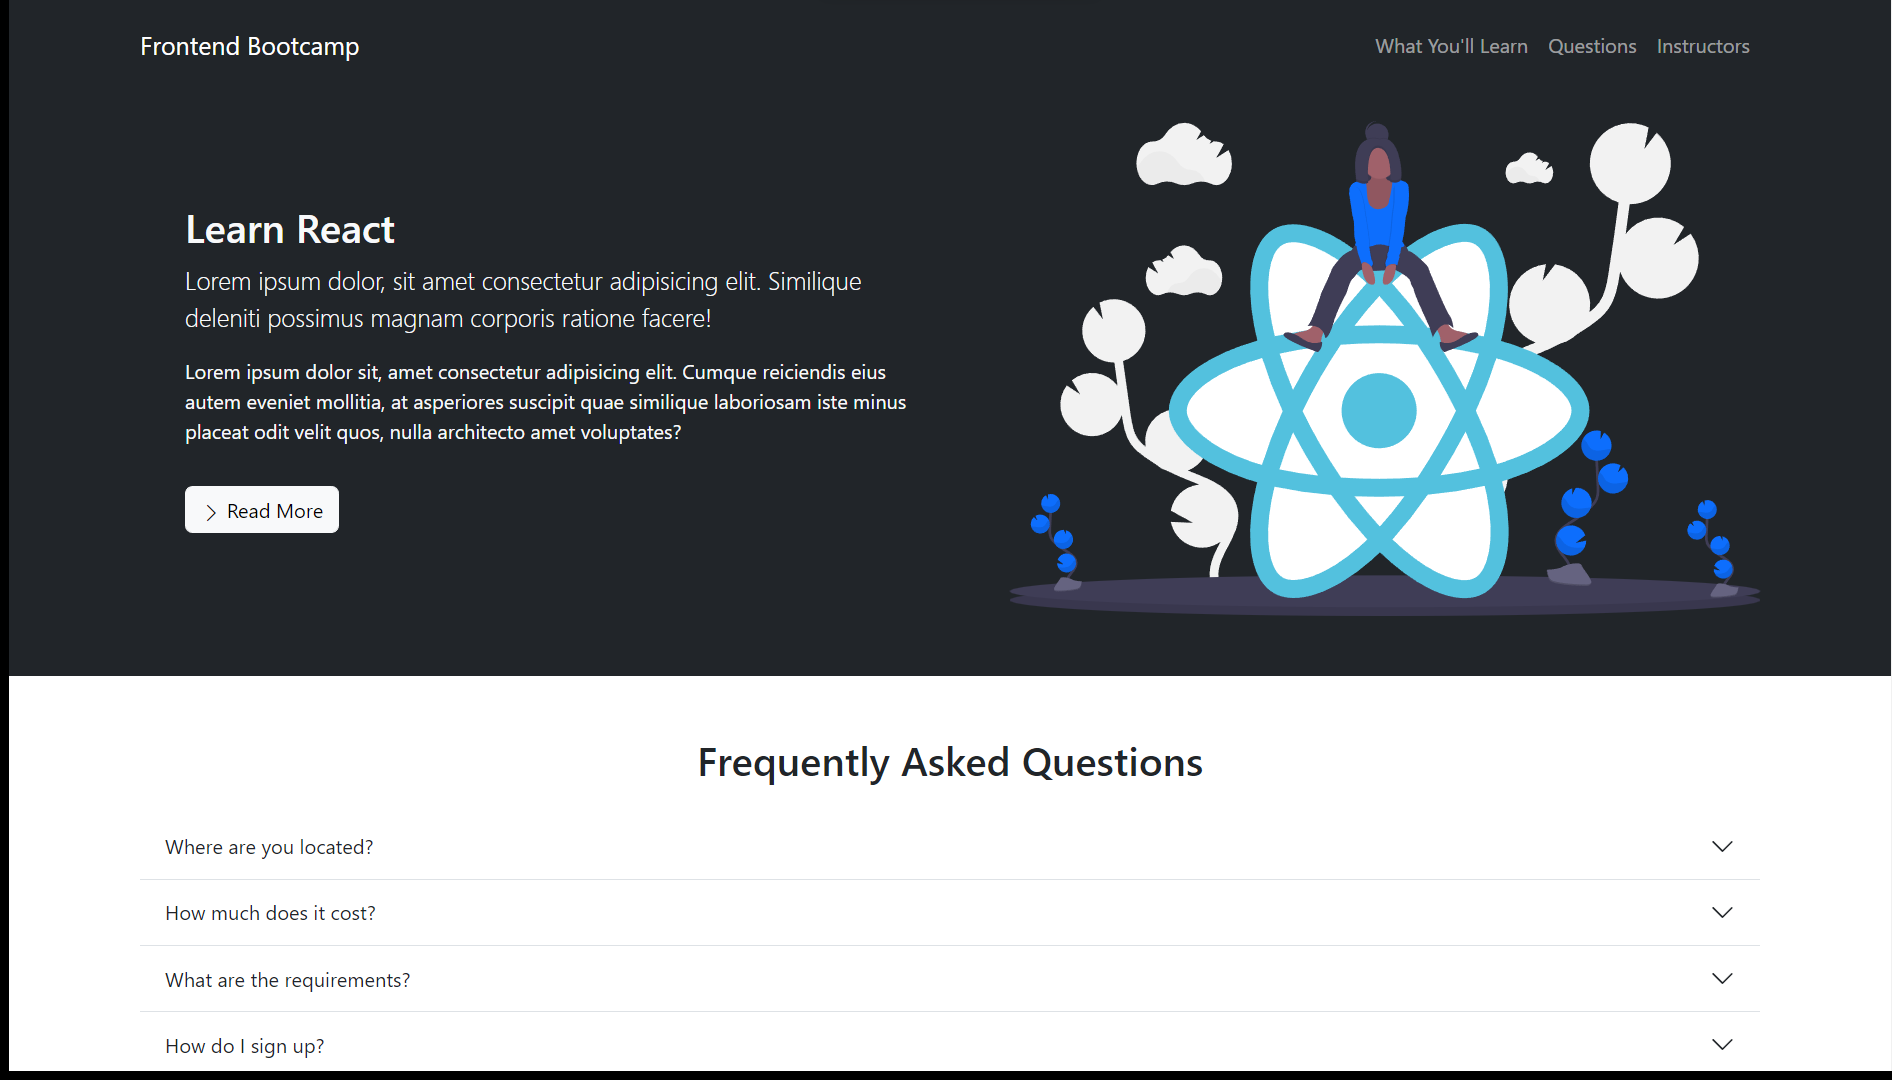 Frontend Bootcamp
What You'll Learn
Questions
Instructors
Learn React
Lorem ipsum dolor, sit amet consectetur adipisicing elit. Similique
deleniti possimus magnam corporis ratione facere!
Lorem ipsum dolor sit, amet consectetur adipisicing elit. Cumque reiciendis eius
autem eveniet mollitia, at asperiores suscipit quae similique laboriosam iste minus
placeat odit velit quos, nulla architecto amet voluptates?
Read More
Frequently Asked Questions
Where are you located?
How much does it cost?
What are the requirements?
How do I sign up?